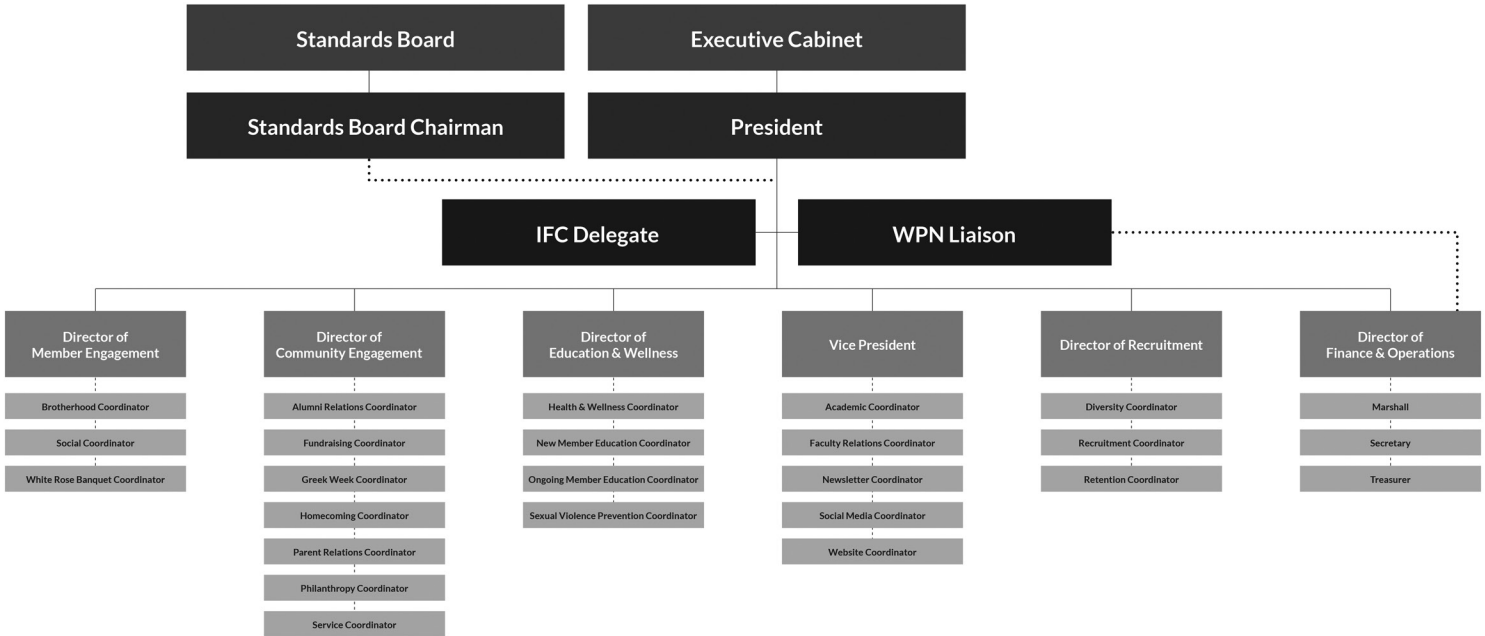 Standards Board
Executive Cabinet
Standards Board Chairman
President
IFC Delegate
WPN Liaison
Director of
Member Engagement
Brotherhood Coordinator
Social Coordinator
White Rose Banquet Coordinator
Director of
Community Engagement
Alumni Relations Coordinator
Fundraising Coordinator
Greek Week Coordinator
Homecoming Coordinator
Parent Relations Coordinator
Philanthropy Coordinator
Service Coordinator
Director of
Education & Wellness
Health & Wellness Coordinator
New Member Education Coordinator
Ongoing Member Education Coordinator
Sexual Violence Prevention Coordinator
Vice President
Academic Coordinator
Faculty Relations Coordinator
Newsletter Coordinator
Social Media Coordinator
Website Coordinator
Director of Recruitment
Diversity Coordinator
Recruitment Coordinator
Retention Coordinator
Director of
Finance & Operations
Marshall
Secretary
Treasurer